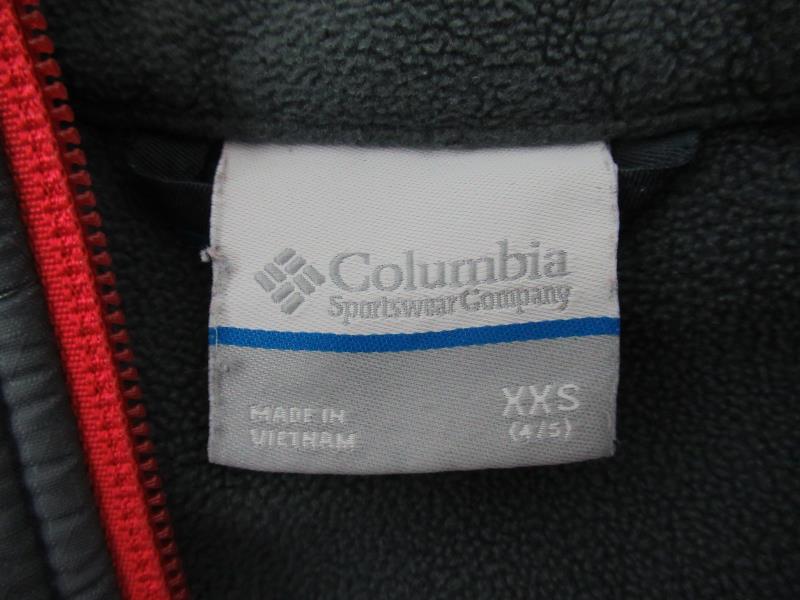 Columbia
Sportswear Company
MADE IN
VIETNAM
XXS
(4/5)